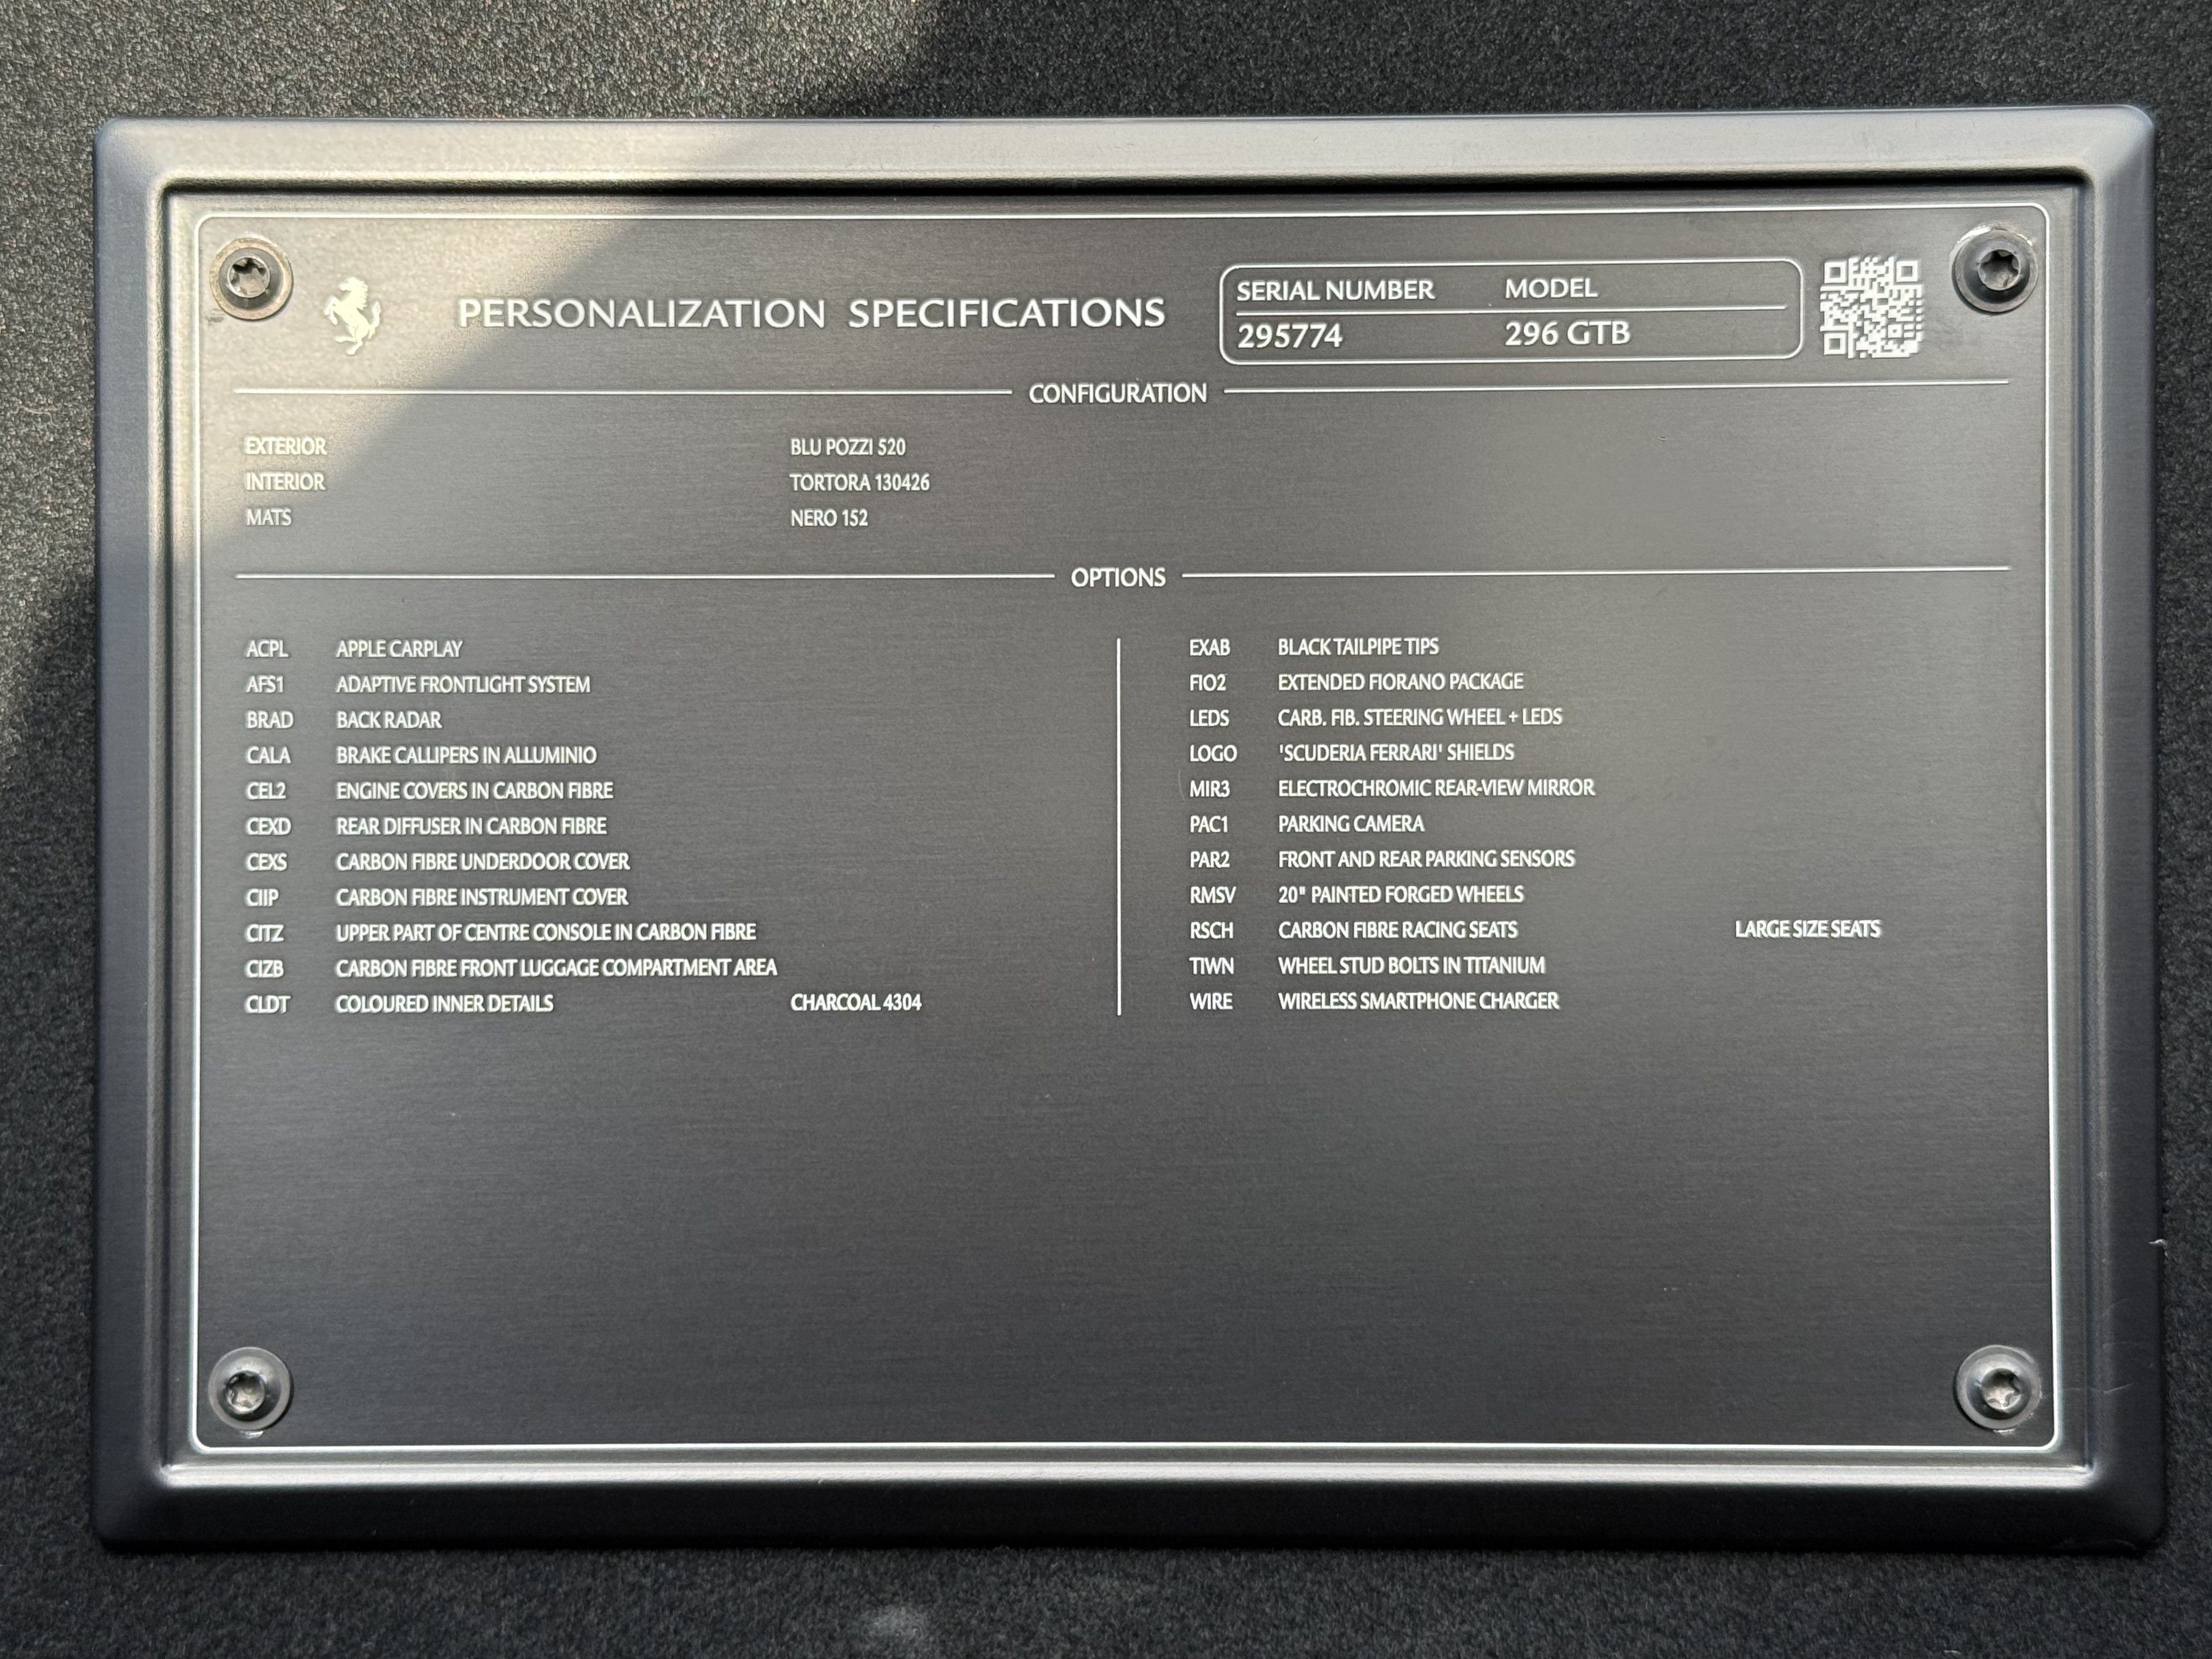 PERSONALIZATION SPECIFICATIONS
SERIAL NUMBER MODEL
295774 296 GTB
CONFIGURATION
EXTERIOR BLU POZZI 520
INTERIOR TORTORA 130426
MATS NERO 152
OPTIONS
ACPL APPLE CARPLAY
AFS1 ADAPTIVE FRONTLIGHT SYSTEM
BRAD BACK RADAR
CALA BRAKE CALLIPERS IN ALLUMINIO
CEL2 ENGINE COVERS IN CARBON FIBRE
CEXD REAR DIFFUSER IN CARBON FIBRE
CEXS CARBON FIBRE UNDERDOOR COVER
CIIP CARBON FIBRE INSTRUMENT COVER
CITZ UPPER PART OF CENTRE CONSOLE IN CARBON FIBRE
CIZB CARBON FIBRE FRONT LUGGAGE COMPARTMENT AREA
CLDT COLOURED INNER DETAILS CHARCOAL 4304
EXAB BLACK TAILPIPE TIPS
FIO2 EXTENDED FIORANO PACKAGE
LEDS CARB. FIB. STEERING WHEEL + LEDS
LOGO 'SCUDERIA FERRARI' SHIELDS
MIR3 ELECTROCHROMIC REAR-VIEW MIRROR
PAC1 PARKING CAMERA
PAR2 FRONT AND REAR PARKING SENSORS
RMSV 20" PAINTED FORGED WHEELS
RSCH CARBON FIBRE RACING SEATS LARGE SIZE SEATS
TIWN WHEEL STUD BOLTS IN TITANIUM
WIRE WIRELESS SMARTPHONE CHARGER